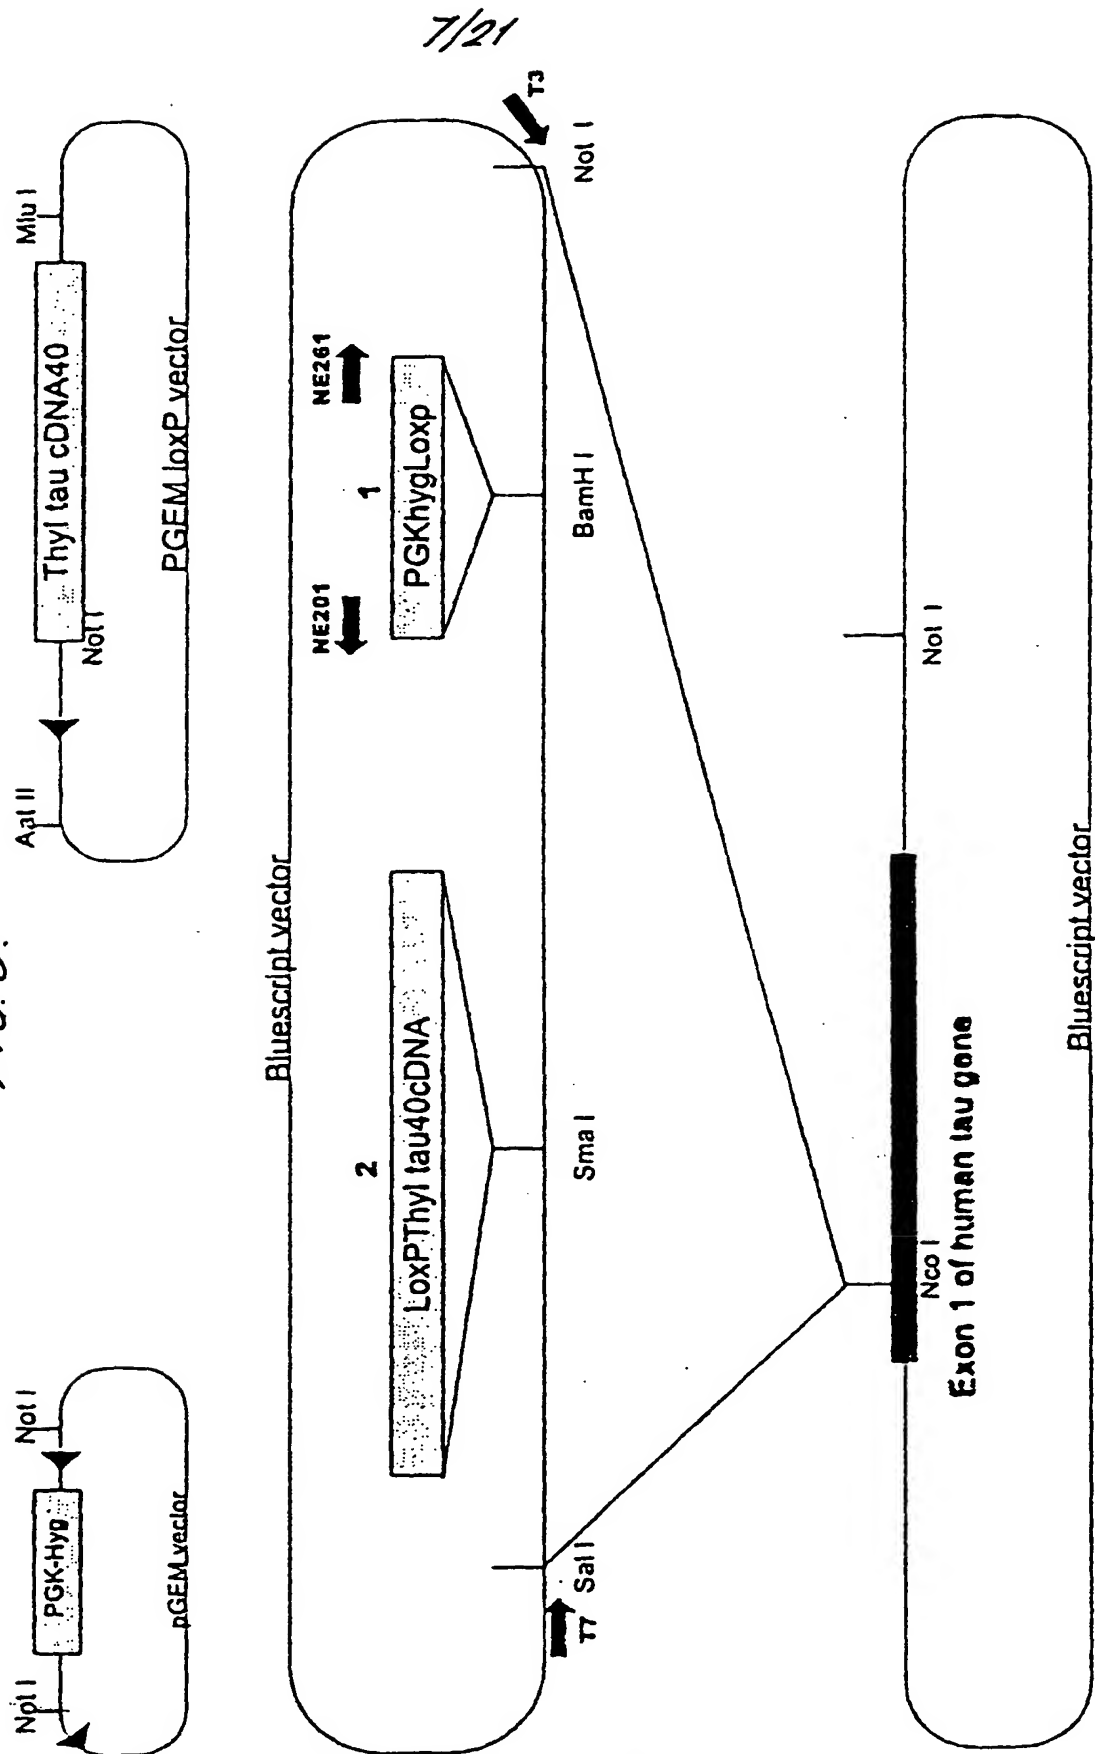 7/21
Not I
PGK-Hyg
Not I
pGEM vector
Aat II
Thyl tau cDNA40
Not I
Mlu I
PGEM loxP vector
Bluescript vector
2
LoxPThyl tau40cDNA
NE201
1
NE261
PGKhygLoxp
T7
Sal I
Sma I
BamH I
Not I
T3
Nco I
Exon 1 of human tau gene
Not I
Bluescript vector